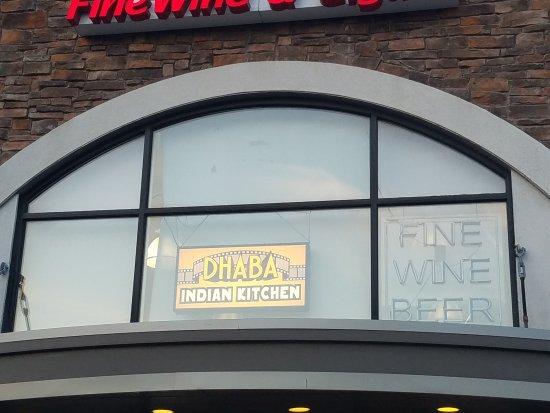 Fine Wine &
DHABA
INDIAN KITCHEN
FINE
WINE
BEER